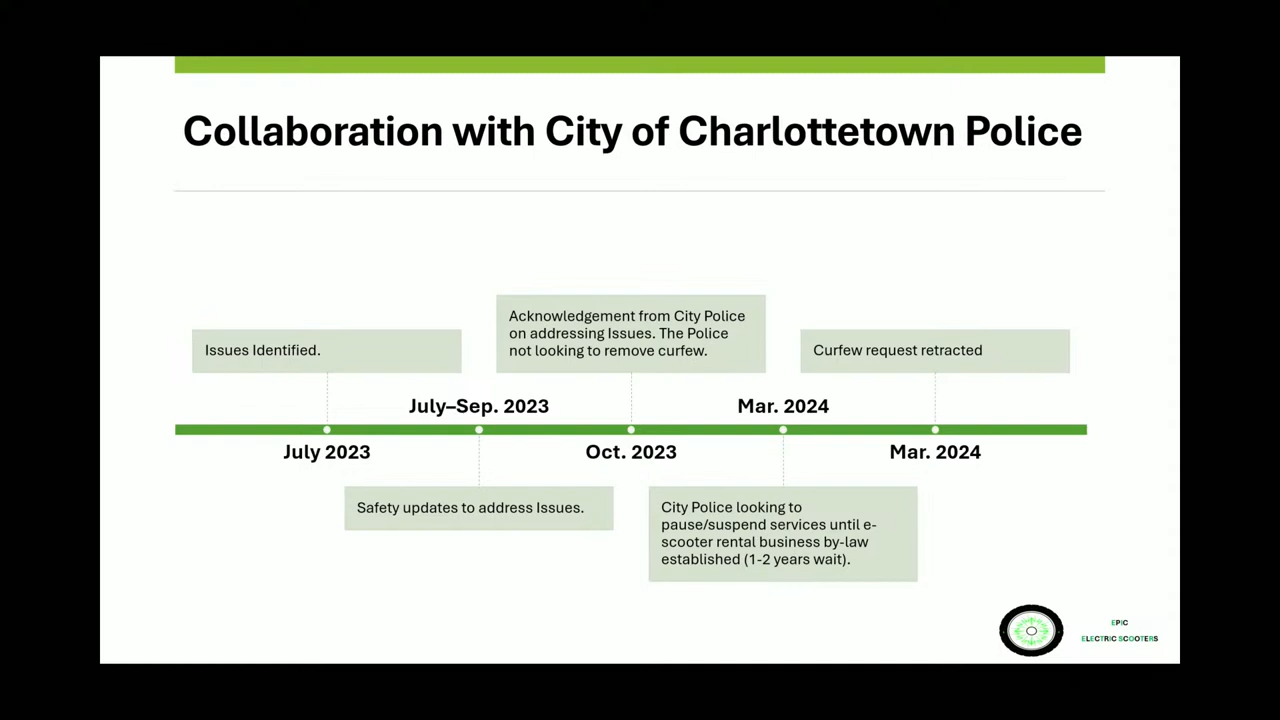 Collaboration with City of Charlottetown Police
Issues Identified.
Acknowledgement from City Police
on addressing Issues. The Police
not looking to remove curfew.
Curfew request retracted
July–Sep. 2023
Mar. 2024
July 2023
Oct. 2023
Mar. 2024
Safety updates to address Issues.
City Police looking to
pause/suspend services until e-
scooter rental business by-law
established (1-2 years wait).
EPIC
ELECTRIC SCOOTERS